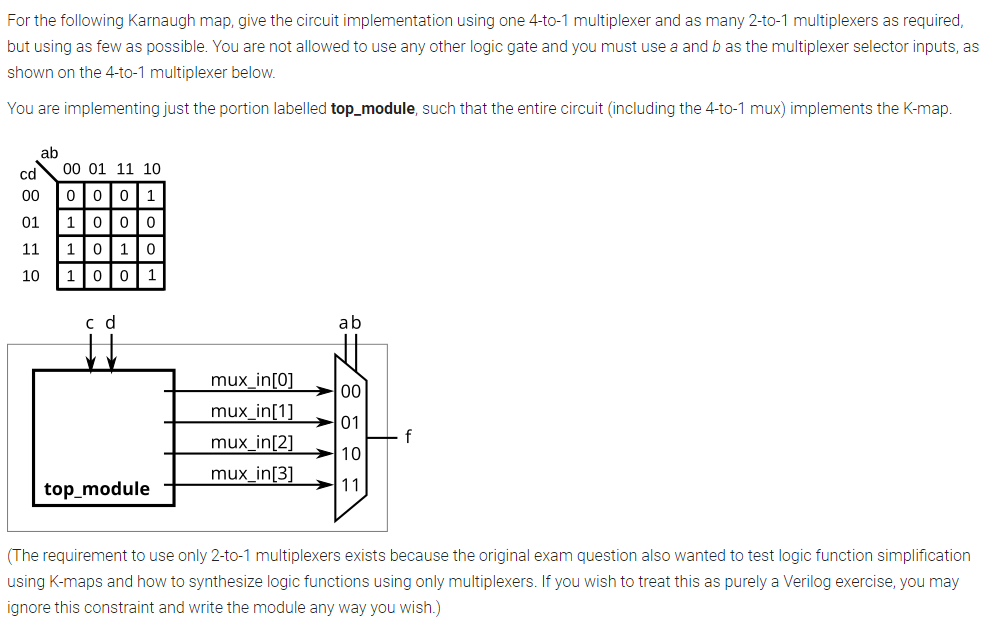 For the following Karnaugh map, give the circuit implementation using one 4-to-1 multiplexer and as many 2-to-1 multiplexers as required,
but using as few as possible. You are not allowed to use any other logic gate and you must use a and b as the multiplexer selector inputs, as
shown on the 4-to-1 multiplexer below.
You are implementing just the portion labelled top_module, such that the entire circuit (including the 4-to-1 mux) implements the K-map.
ab
cd 00 01 11 10
00 0 0 0 1
01 1 0 0 0
11 1 0 1 0
10 1 0 0 1
c d
ab
mux_in[0]
00
mux_in[1]
01
f
mux_in[2]
10
mux_in[3]
11
top_module
(The requirement to use only 2-to-1 multiplexers exists because the original exam question also wanted to test logic function simplification
using K-maps and how to synthesize logic functions using only multiplexers. If you wish to treat this as purely a Verilog exercise, you may
ignore this constraint and write the module any way you wish.)